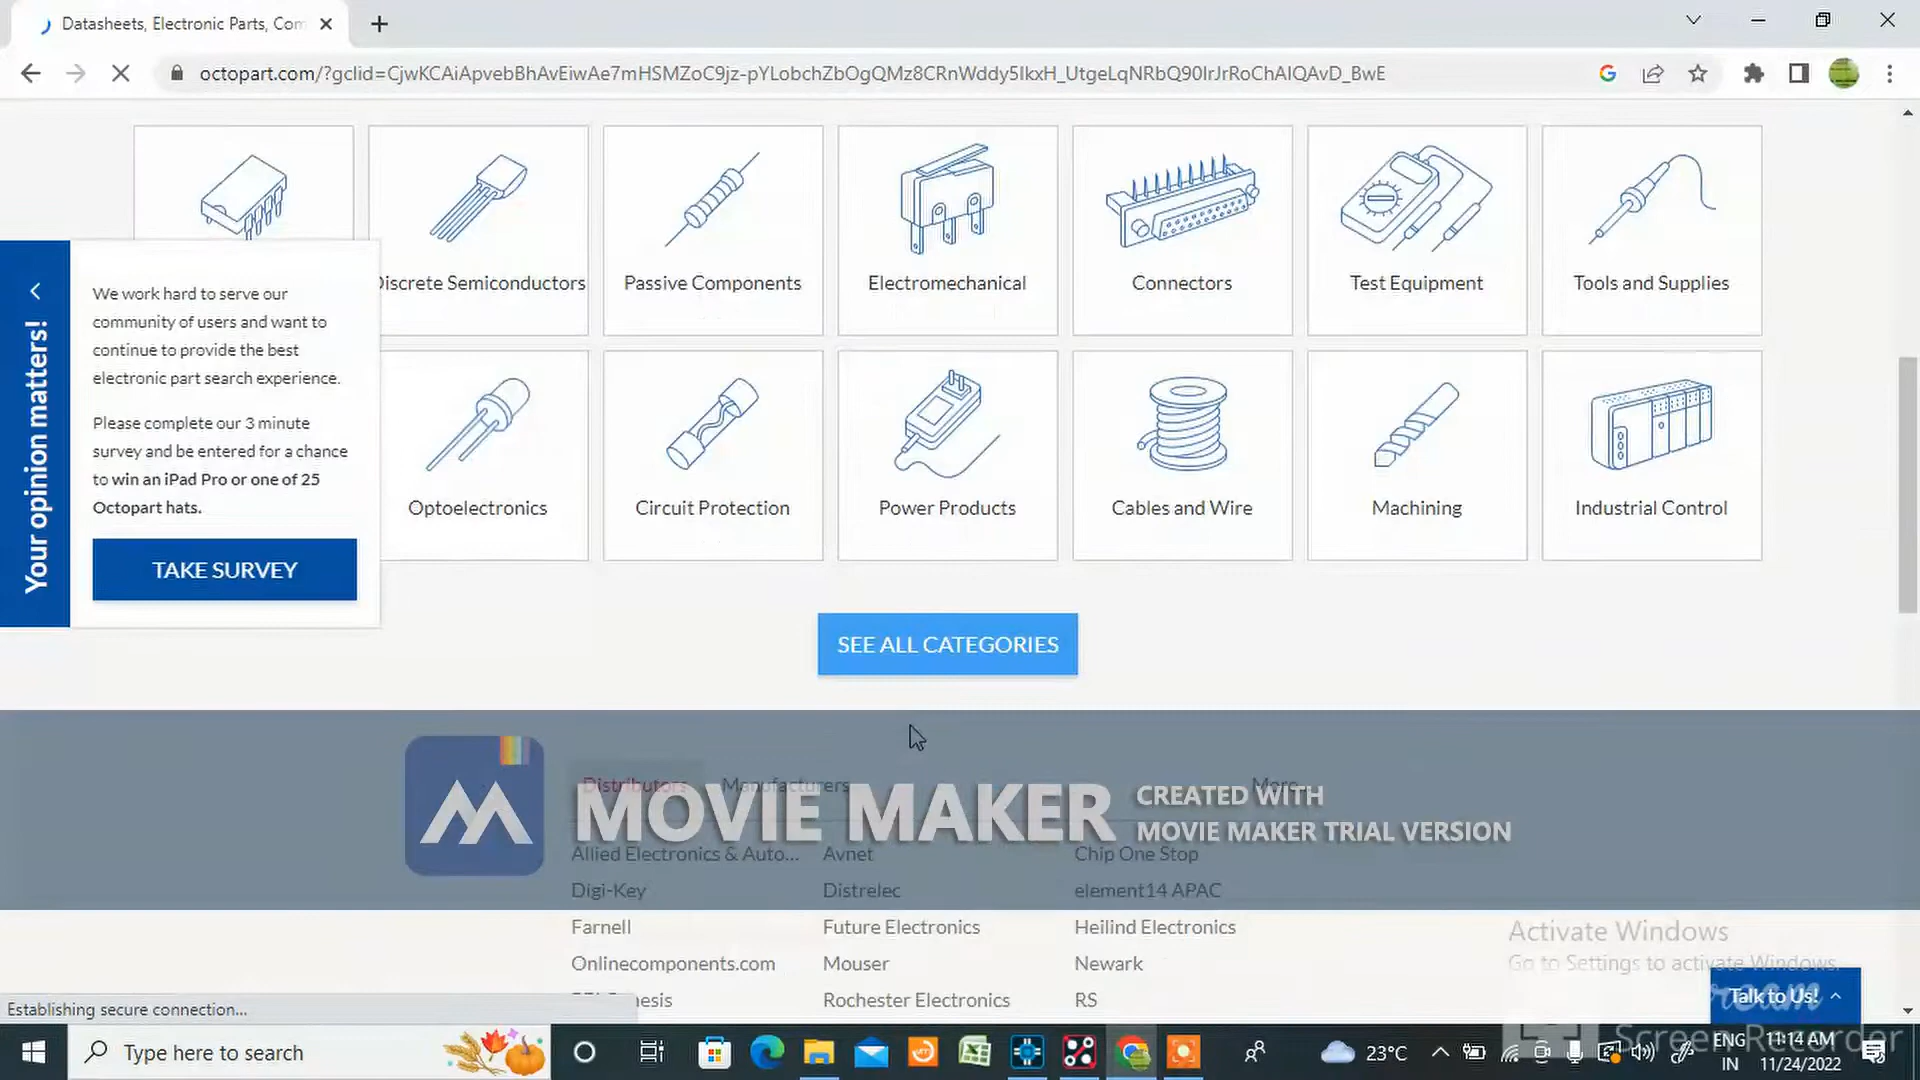 Datasheets, Electronic Parts, Com
octopart.com/?gclid=CjwKCAiApvebBhAvEiwAe7mHSMZoC9jz-pYLobchZbOgQMz8CRnWddy5IkxH_UtgeLqNRbQ90IrJrRoChAIQAvD_BwE
Discrete Semiconductors
Passive Components
Electromechanical
Connectors
Test Equipment
Tools and Supplies
Your opinion matters!
We work hard to serve our
community of users and want to
continue to provide the best
electronic part search experience.
Please complete our 3 minute
survey and be entered for a chance
to win an iPad Pro or one of 25
Octopart hats.
TAKE SURVEY
Optoelectronics
Circuit Protection
Power Products
Cables and Wire
Machining
Industrial Control
SEE ALL CATEGORIES
Distributors
Manufacturers
More
MOVIE MAKER
CREATED WITH
MOVIE MAKER TRIAL VERSION
Allied Electronics & Auto...
Avnet
Chip One Stop
Digi-Key
Distrelec
element14 APAC
Farnell
Future Electronics
Heilind Electronics
Onlinecomponents.com
Mouser
Newark
Rochester Electronics
RS
Activate Windows
Go to Settings to activate Windows.
Talk to Us!
Screen Recorder
Establishing secure connection...
Type here to search
23°C
ENG
IN
11:14 AM
11/24/2022